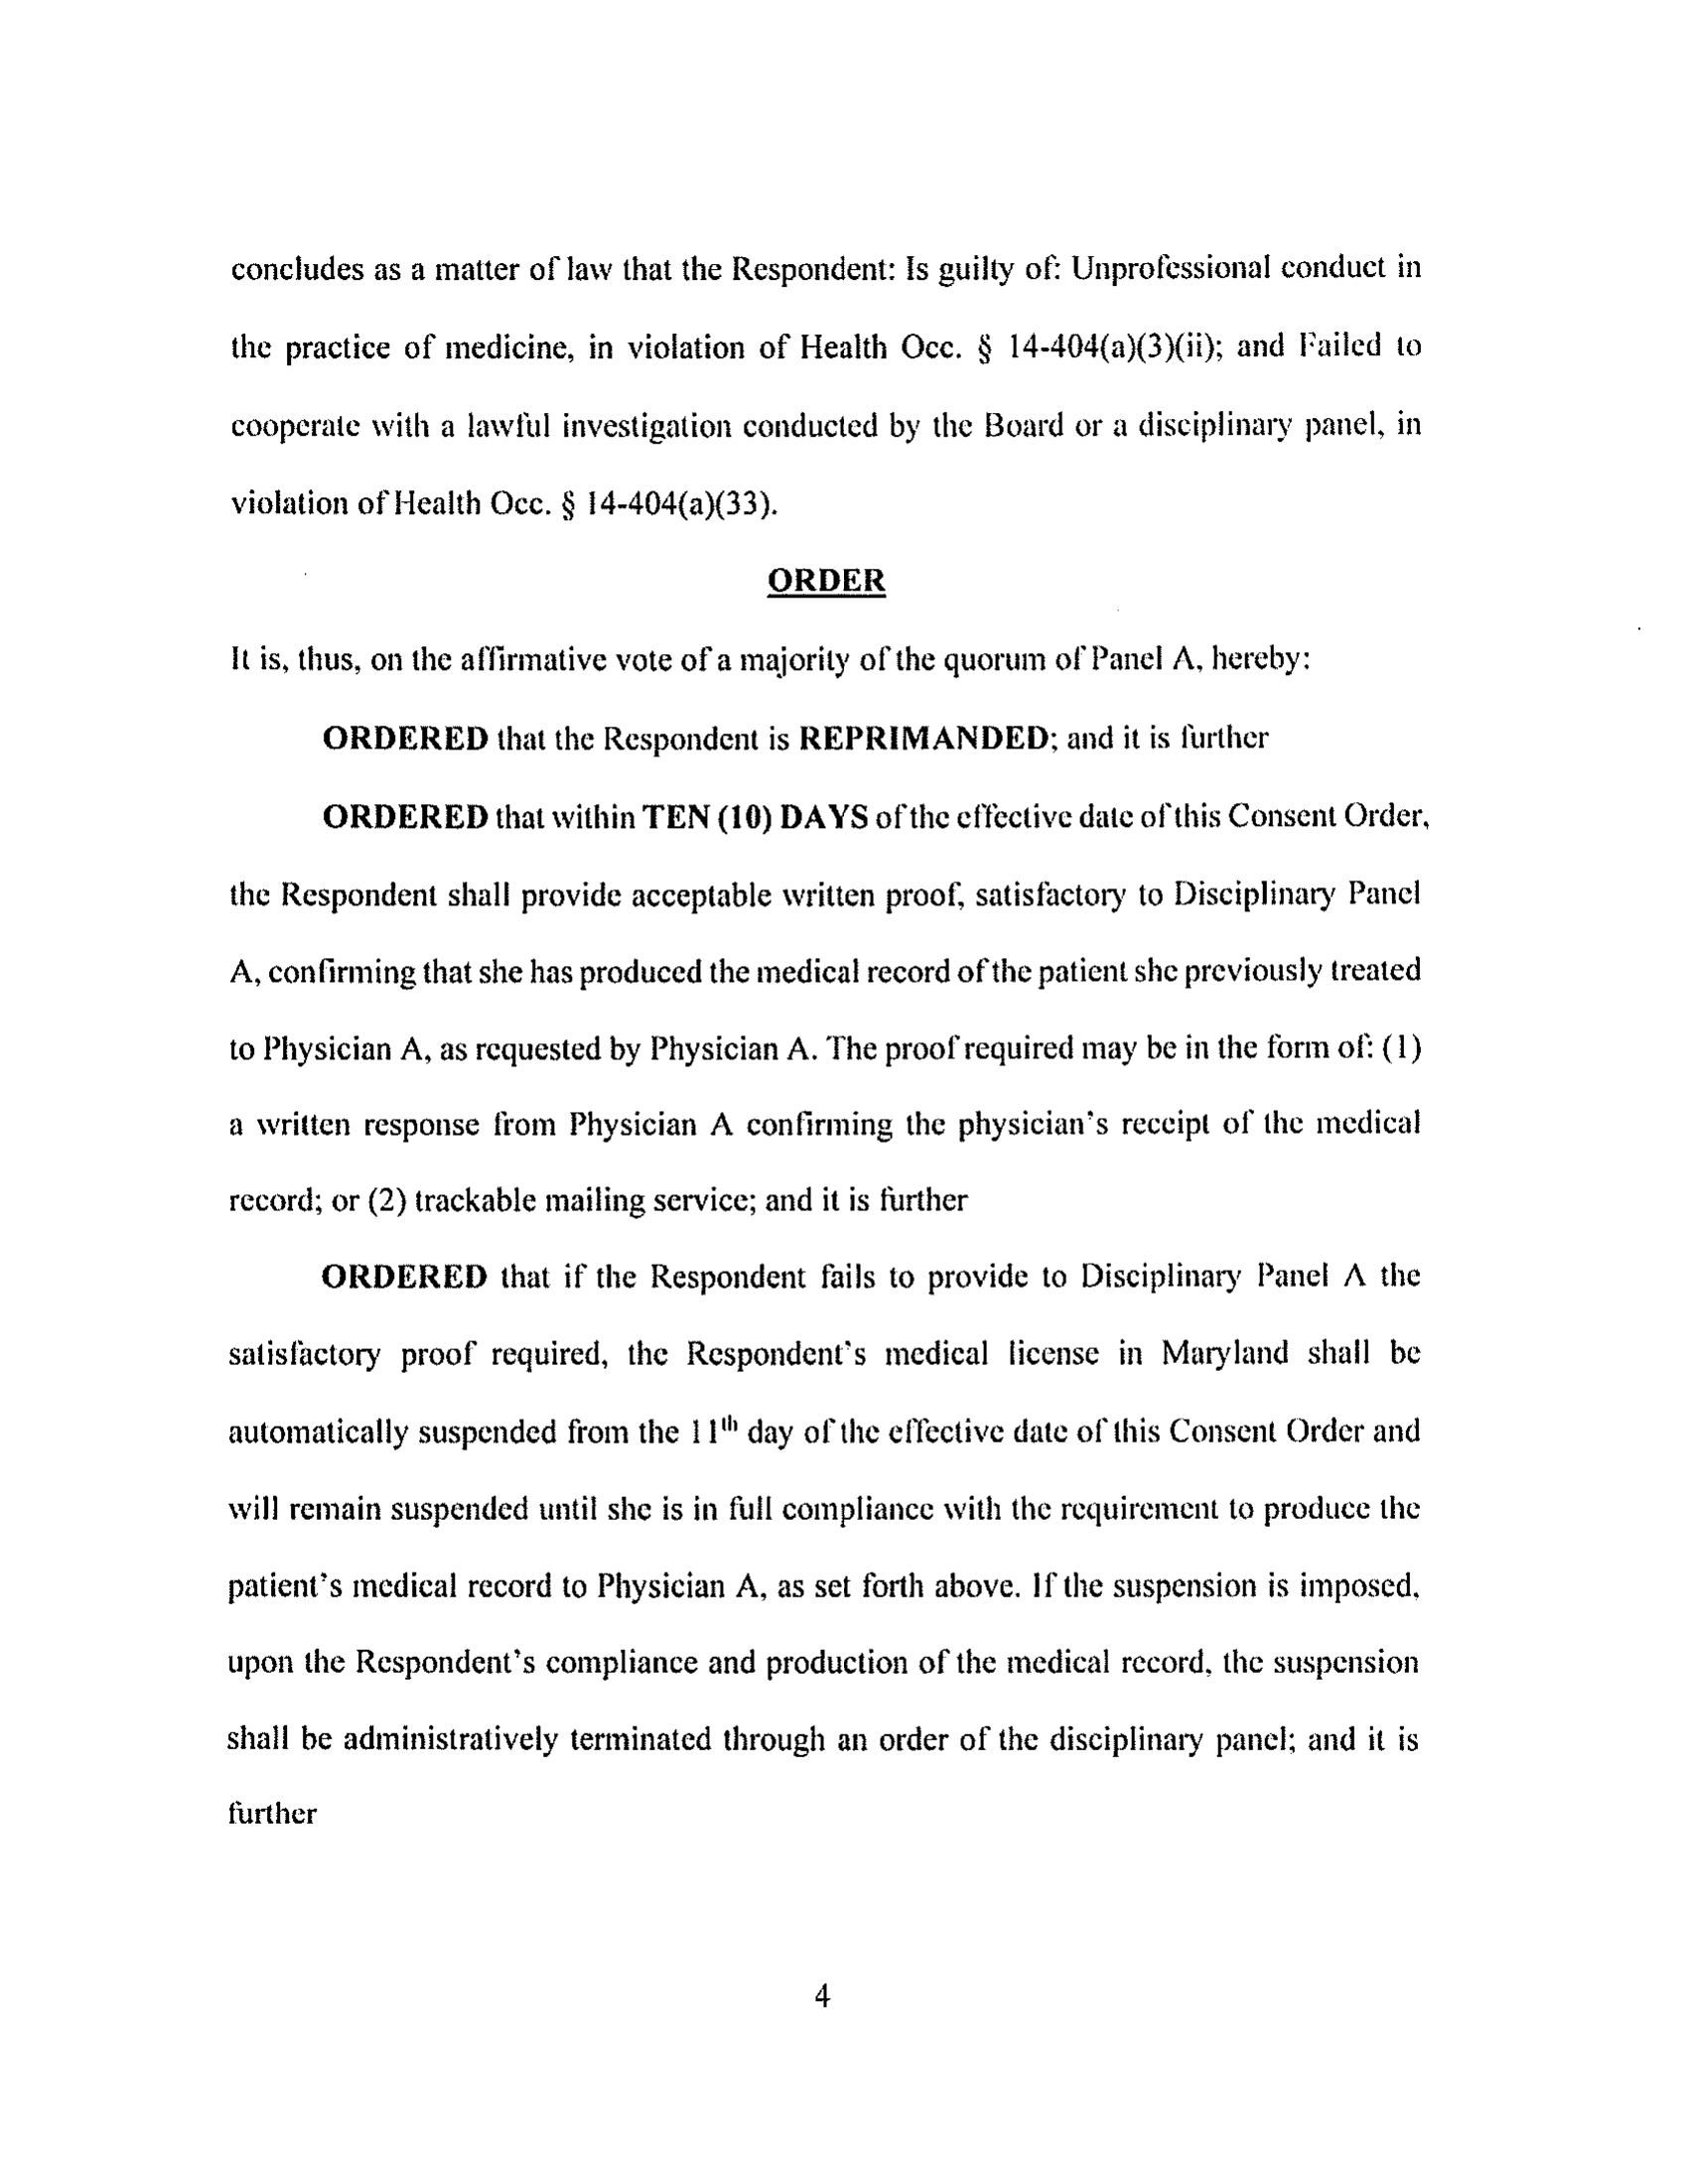 concludes as a matter of law that the Respondent: Is guilty of: Unprofessional conduct in
the practice of medicine, in violation of Health Occ. § 14-404(a)(3)(ii); and Failed to
cooperate with a lawful investigation conducted by the Board or a disciplinary panel, in
violation of Health Occ. § 14-404(a)(33).
ORDER
It is, thus, on the affirmative vote of a majority of the quorum of Panel A, hereby:
ORDERED that the Respondent is REPRIMANDED; and it is further
ORDERED that within TEN (10) DAYS of the effective date of this Consent Order,
the Respondent shall provide acceptable written proof, satisfactory to Disciplinary Panel
A, confirming that she has produced the medical record of the patient she previously treated
to Physician A, as requested by Physician A. The proof required may be in the form of: (1)
a written response from Physician A confirming the physician's receipt of the medical
record; or (2) trackable mailing service; and it is further
ORDERED that if the Respondent fails to provide to Disciplinary Panel A the
satisfactory proof required, the Respondent's medical license in Maryland shall be
automatically suspended from the 11th day of the effective date of this Consent Order and
will remain suspended until she is in full compliance with the requirement to produce the
patient's medical record to Physician A, as set forth above. If the suspension is imposed,
upon the Respondent's compliance and production of the medical record, the suspension
shall be administratively terminated through an order of the disciplinary panel; and it is
further
4